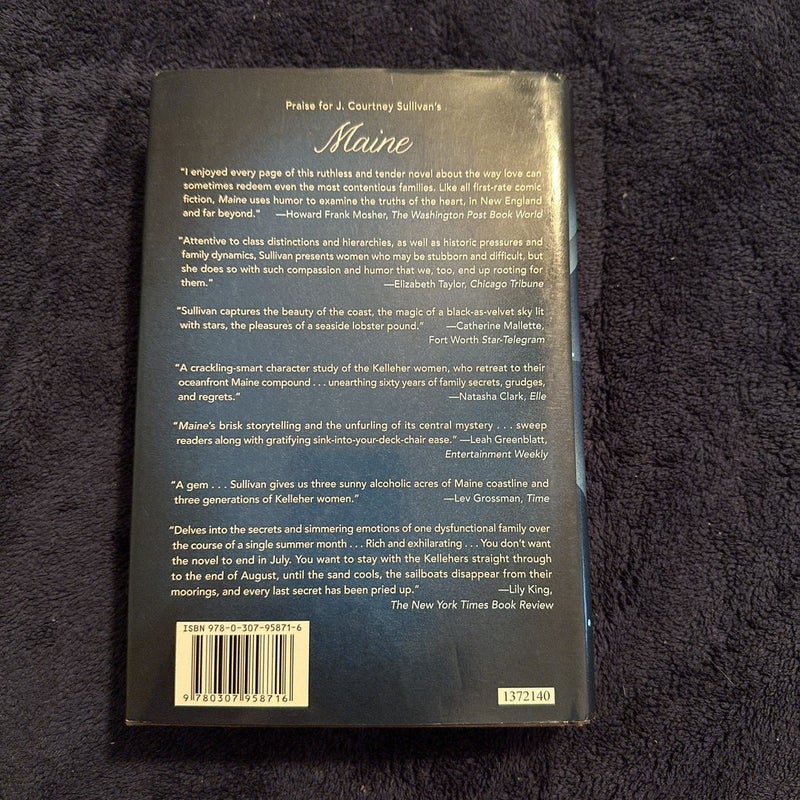 Praise for J. Courtney Sullivan's
Maine
"I enjoyed every page of this ruthless and tender novel about the way love can
sometimes redeem even the most contentious families. Like all first-rate comic
fiction, Maine uses humor to examine the truths of the heart, in New England
and far beyond." —Howard Frank Mosher, The Washington Post Book World
"Attentive to class distinctions and hierarchies, as well as historic pressures and
family dynamics, Sullivan presents women who may be stubborn and difficult, but
she does so with such compassion and humor that we, too, end up rooting for
them." —Elizabeth Taylor, Chicago Tribune
"Sullivan captures the beauty of the coast, the magic of a black-as-velvet sky lit
with stars, the pleasures of a seaside lobster pound." —Catherine Mallette,
Fort Worth Star-Telegram
"A crackling-smart character study of the Kelleher women, who retreat to their
oceanfront Maine compound . . . unearthing sixty years of family secrets, grudges,
and regrets." —Natasha Clark, Elle
"Maine's brisk storytelling and the unfurling of its central mystery . . . sweep
readers along with gratifying sink-into-your-deck-chair ease." —Leah Greenblatt,
Entertainment Weekly
"A gem . . . Sullivan gives us three sunny alcoholic acres of Maine coastline and
three generations of Kelleher women." —Lev Grossman, Time
"Delves into the secrets and simmering emotions of one dysfunctional family over
the course of a single summer month . . . Rich and exhilarating . . . You don't want
the novel to end in July. You want to stay with the Kellehers straight through
to the end of August, until the sand cools, the sailboats disappear from their
moorings, and every last secret has been pried up." —Lily King,
The New York Times Book Review
ISBN 978-0-307-95871-6
9 780307 958716
1372140